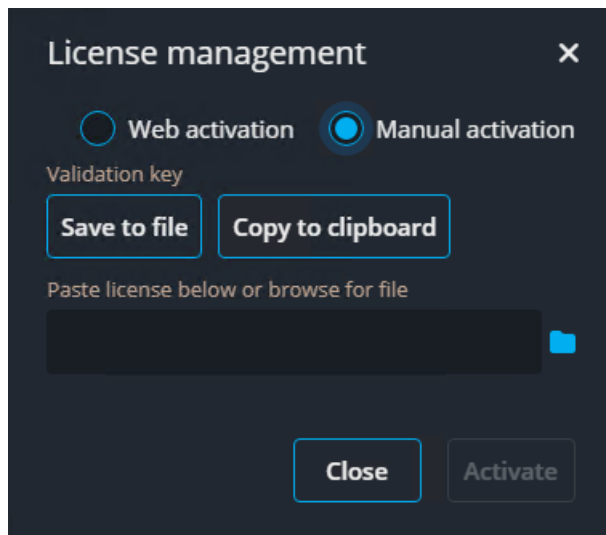 License management
Web activation Manual activation
Validation key
Save to file Copy to clipboard
Paste license below or browse for file
Close Activate